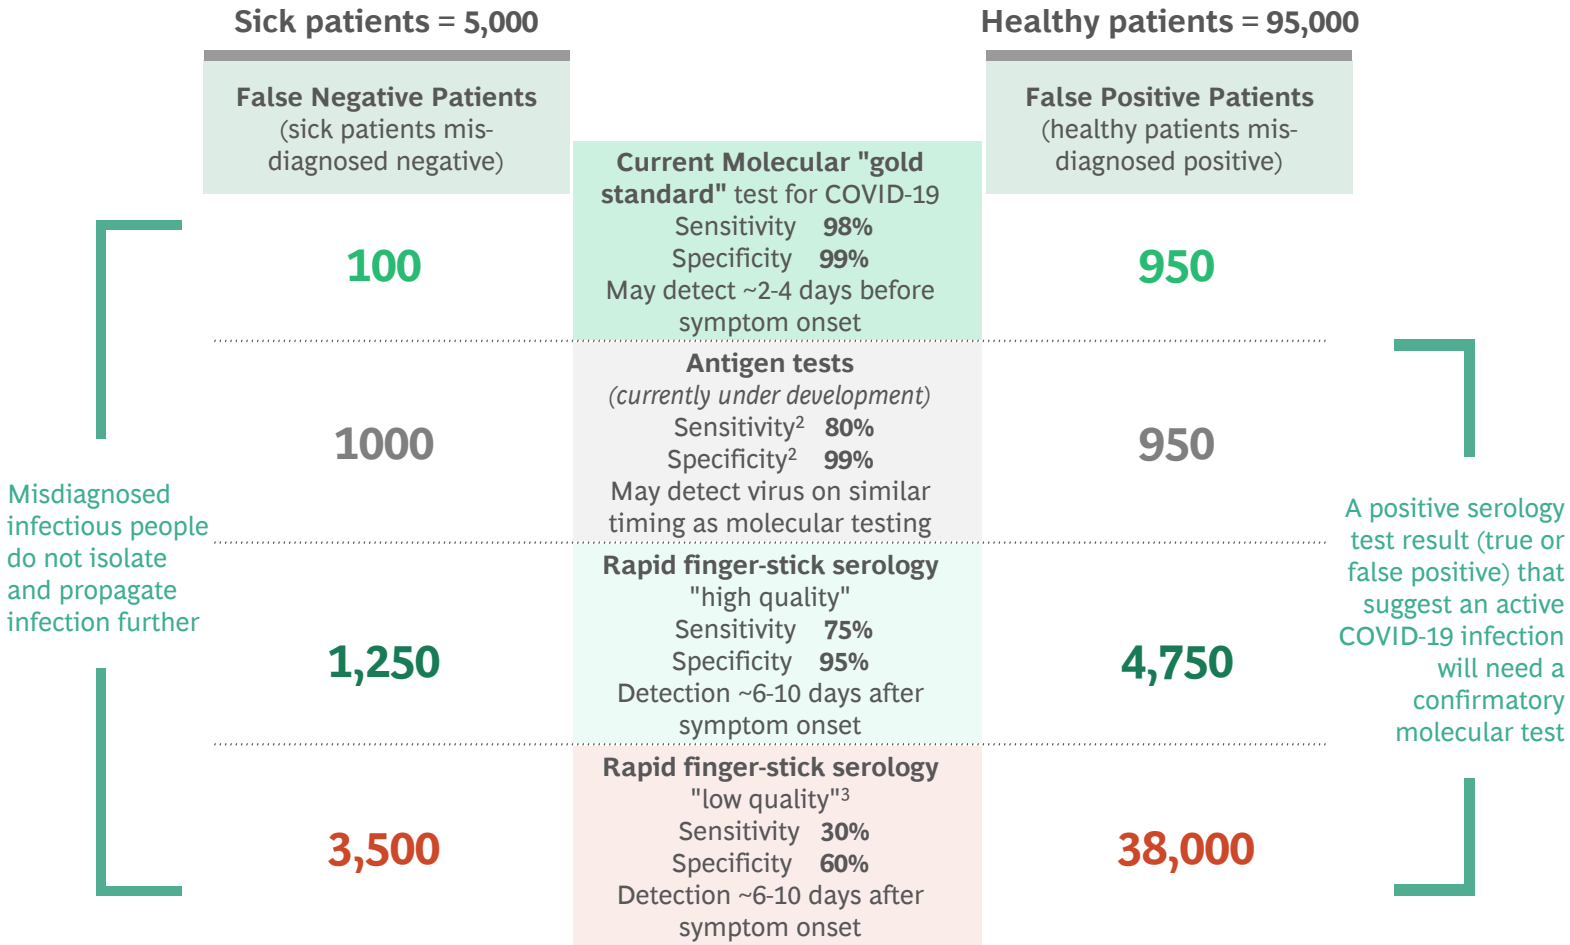 Sick patients = 5,000
Healthy patients = 95,000
False Negative Patients
(sick patients mis-
diagnosed negative)
False Positive Patients
(healthy patients mis-
diagnosed positive)
Current Molecular "gold
standard" test for COVID-19
Sensitivity 98%
Specificity 99%
May detect ~2-4 days before
symptom onset
100
950
Antigen tests
(currently under development)
Sensitivity² 80%
Specificity² 99%
May detect virus on similar
timing as molecular testing
1000
950
Misdiagnosed
infectious people
do not isolate
and propagate
infection further
Rapid finger-stick serology
"high quality"
Sensitivity 75%
Specificity 95%
Detection ~6-10 days after
symptom onset
1,250
4,750
A positive serology
test result (true or
false positive) that
suggest an active
COVID-19 infection
will need a
confirmatory
molecular test
Rapid finger-stick serology
"low quality"³
Sensitivity 30%
Specificity 60%
Detection ~6-10 days after
symptom onset
3,500
38,000